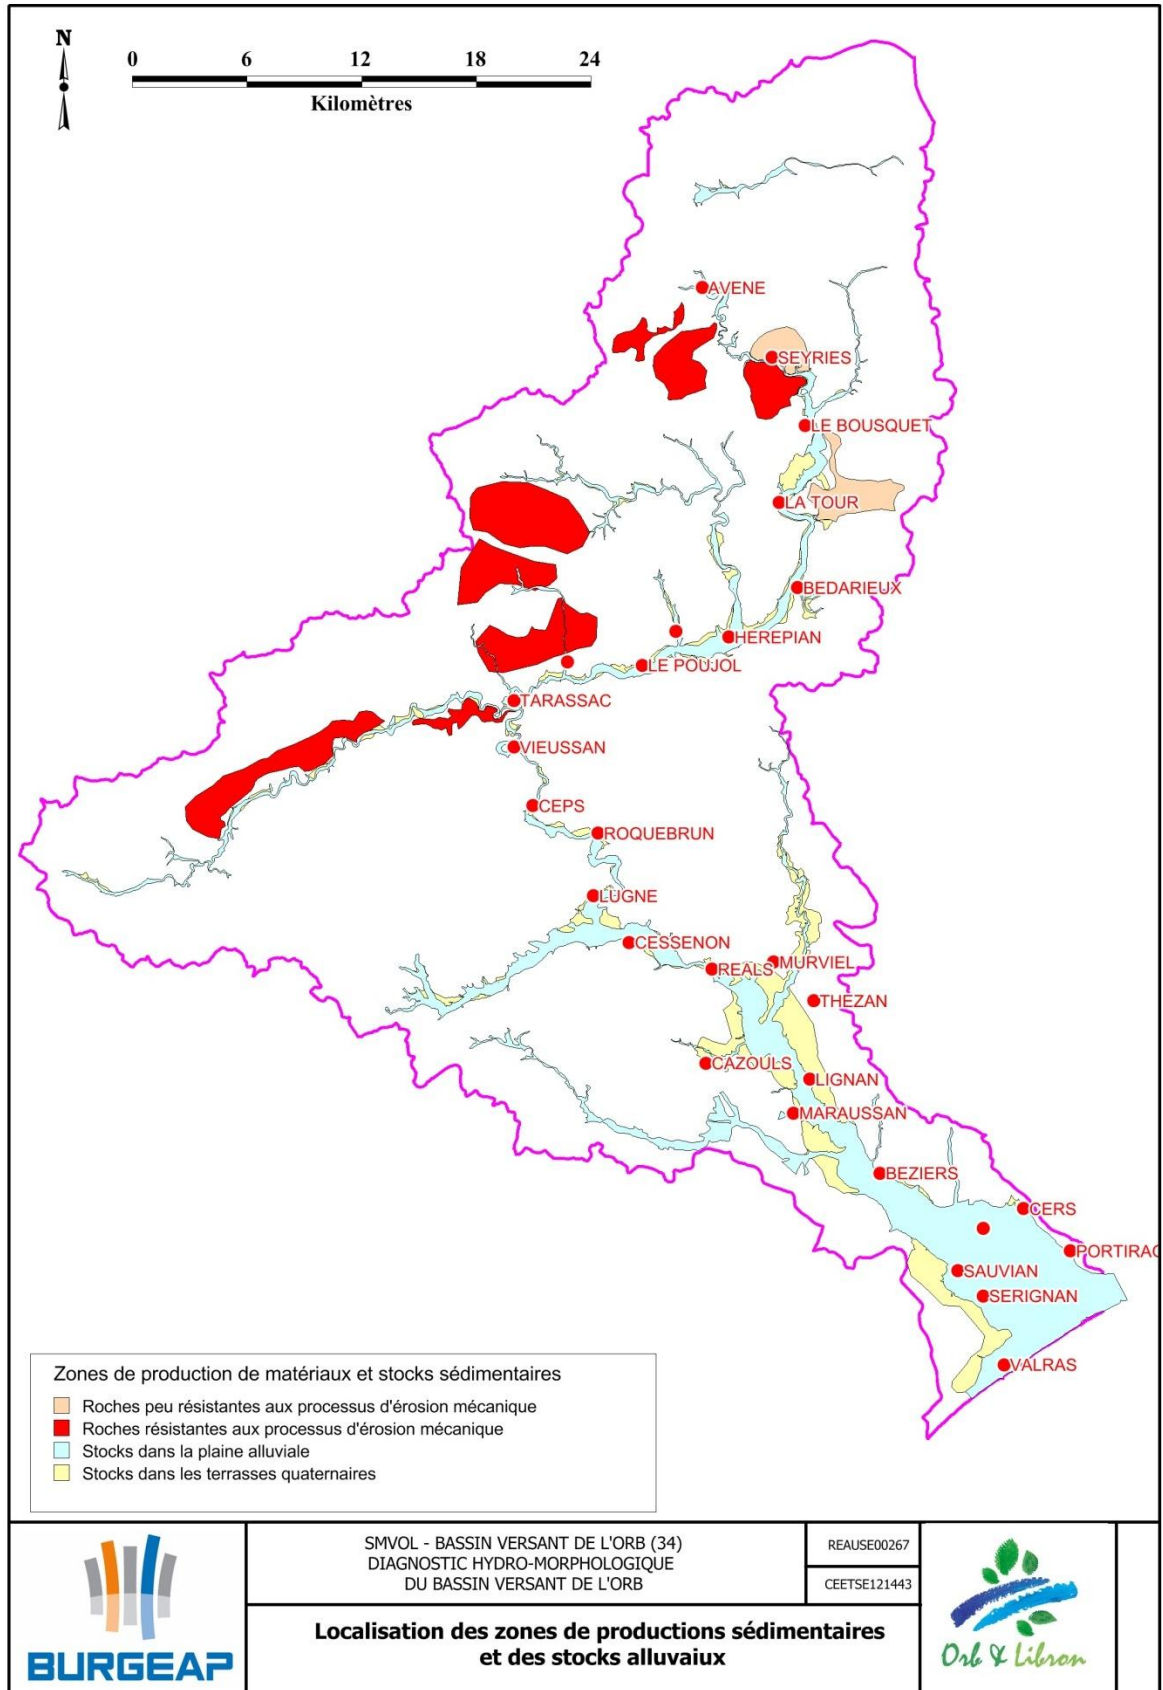 N
0 6 12 18 24
Kilomètres
AVENE
SEYRIES
LE BOUSQUET
LA TOUR
BEDARIEUX
HEREPIAN
LE POUJOL
TARASSAC
VIEUSSAN
CEPS
ROQUEBRUN
LUGNE
CESSENON
REALS
MURVIEL
THEZAN
CAZOULS
LIGNAN
MARAUSSAN
BEZIERS
CERS
PORTIRAG
SAUVIAN
SERIGNAN
VALRAS
Zones de production de matériaux et stocks sédimentaires
Roches peu résistantes aux processus d'érosion mécanique
Roches résistantes aux processus d'érosion mécanique
Stocks dans la plaine alluviale
Stocks dans les terrasses quaternaires
BURGEAP
SMVOL - BASSIN VERSANT DE L'ORB (34)
DIAGNOSTIC HYDRO-MORPHOLOGIQUE
DU BASSIN VERSANT DE L'ORB
REAUSE00267
CEETSE121443
Localisation des zones de productions sédimentaires
et des stocks alluvaiux
Orb & Libron